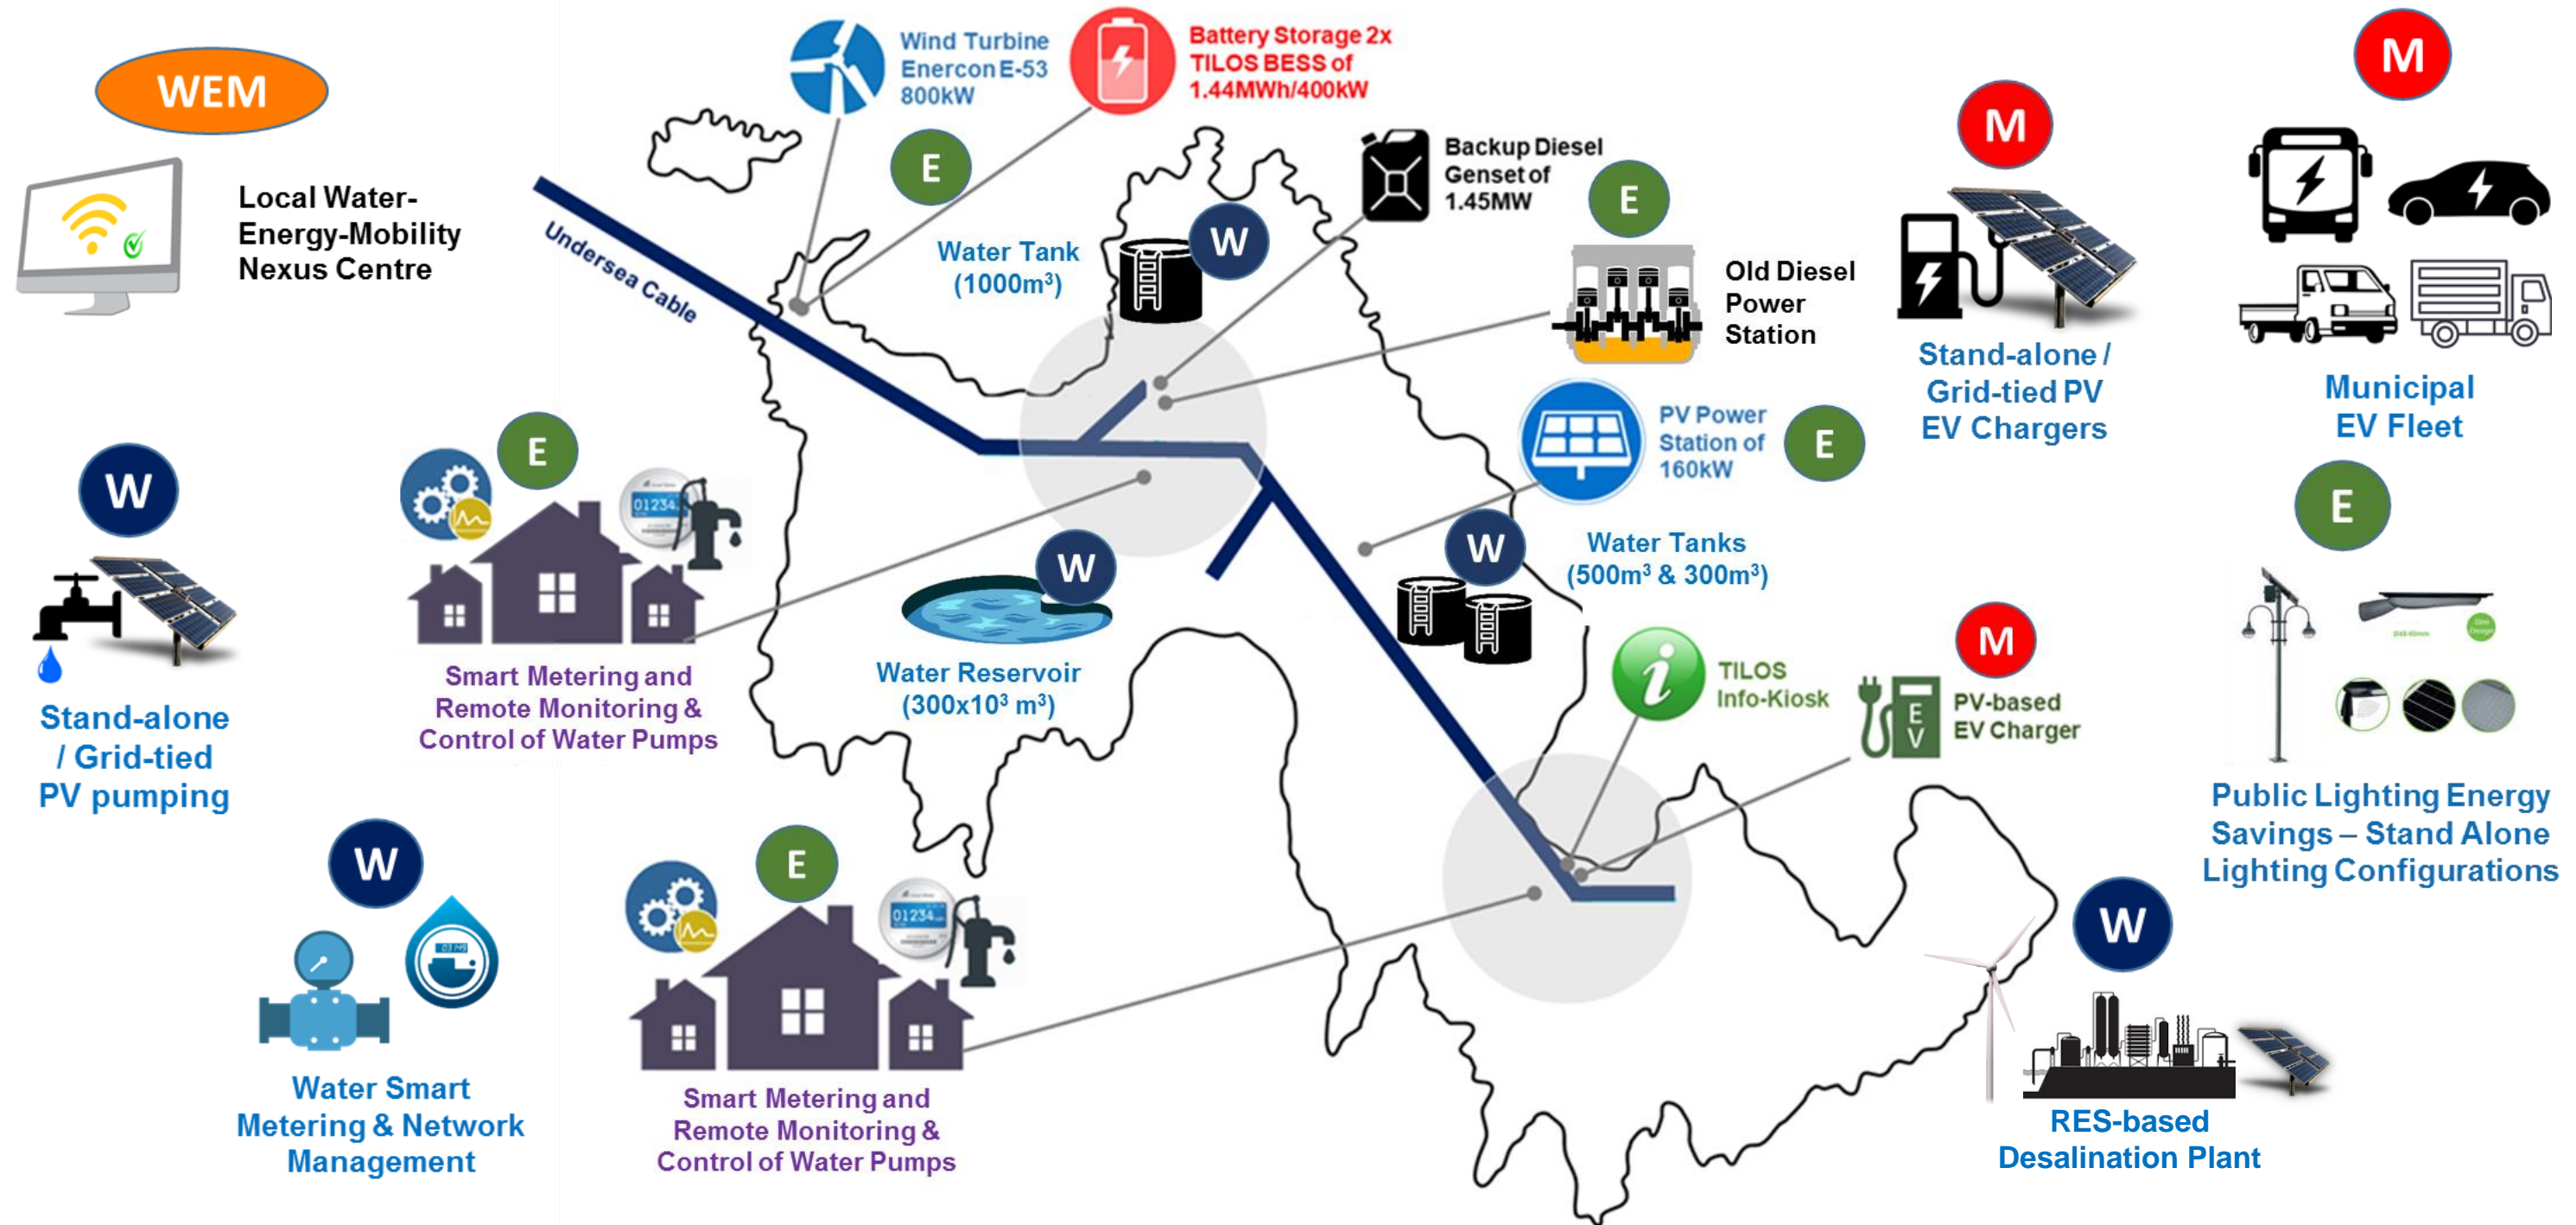 WEM
Local Water-
Energy-Mobility
Nexus Centre
Wind Turbine
Enercon E-53
800kW
E
Battery Storage 2x
TILOS BESS of
1.44MWh/400kW
Undersea Cable
Water Tank
(1000m³)
W
Backup Diesel
Genset of
1.45MW
E
Old Diesel
Power
Station
M
Stand-alone /
Grid-tied PV
EV Chargers
M
Municipal
EV Fleet
W
Stand-alone
/ Grid-tied
PV pumping
E
01234
Smart Metering and
Remote Monitoring &
Control of Water Pumps
W
Water Reservoir
(300x10³ m³)
PV Power
Station of
160kW
E
W
Water Tanks
(500m³ & 300m³)
i
TILOS
Info-Kiosk
M
E
V
PV-based
EV Charger
E
Public Lighting Energy
Savings – Stand Alone
Lighting Configurations
W
Water Smart
Metering & Network
Management
E
01234
Smart Metering and
Remote Monitoring &
Control of Water Pumps
W
RES-based
Desalination Plant